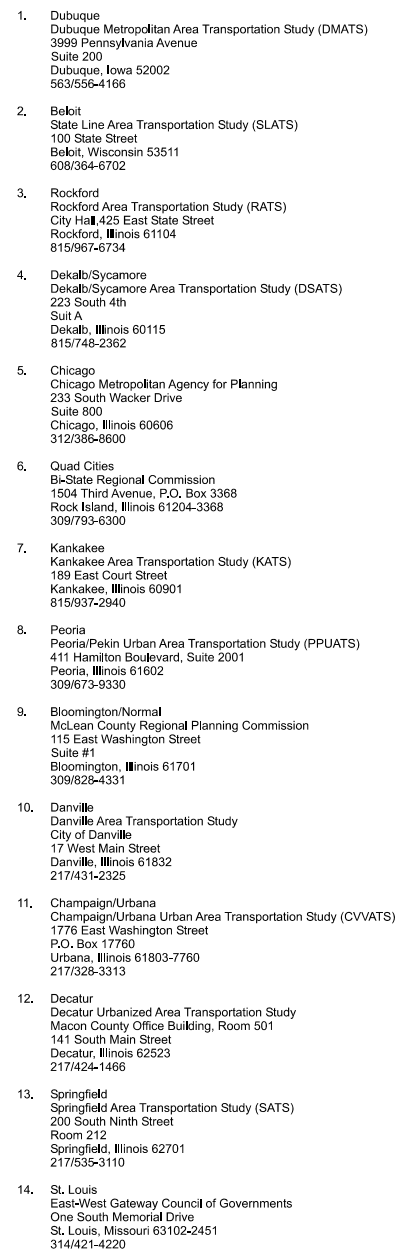 1. Dubuque
Dubuque Metropolitan Area Transportation Study (DMATS)
3999 Pennsylvania Avenue
Suite 200
Dubuque, Iowa 52002
563/556-4166
2. Beloit
State Line Area Transportation Study (SLATS)
100 State Street
Beloit, Wisconsin 53511
608/364-6702
3. Rockford
Rockford Area Transportation Study (RATS)
City Hall,425 East State Street
Rockford, Illinois 61104
815/967-6734
4. Dekalb/Sycamore
Dekalb/Sycamore Area Transportation Study (DSATS)
223 South 4th
Suit A
Dekalb, Illinois 60115
815/748-2362
5. Chicago
Chicago Metropolitan Agency for Planning
233 South Wacker Drive
Suite 800
Chicago, Illinois 60606
312/386-8600
6. Quad Cities
Bi-State Regional Commission
1504 Third Avenue, P.O. Box 3368
Rock Island, Illinois 61204-3368
309/793-6300
7. Kankakee
Kankakee Area Transportation Study (KATS)
189 East Court Street
Kankakee, Illinois 60901
815/937-2940
8. Peoria
Peoria/Pekin Urban Area Transportation Study (PPUATS)
411 Hamilton Boulevard, Suite 2001
Peoria, Illinois 61602
309/673-9330
9. Bloomington/Normal
McLean County Regional Planning Commission
115 East Washington Street
Suite #1
Bloomington, Illinois 61701
309/828-4331
10. Danville
Danville Area Transportation Study
City of Danville
17 West Main Street
Danville, Illinois 61832
217/431-2325
11. Champaign/Urbana
Champaign/Urbana Urban Area Transportation Study (CVVATS)
1776 East Washington Street
P.O. Box 17760
Urbana, Illinois 61803-7760
217/328-3313
12. Decatur
Decatur Urbanized Area Transportation Study
Macon County Office Building, Room 501
141 South Main Street
Decatur, Illinois 62523
217/424-1466
13. Springfield
Springfield Area Transportation Study (SATS)
200 South Ninth Street
Room 212
Springfield, Illinois 62701
217/535-3110
14. St. Louis
East-West Gateway Council of Governments
One South Memorial Drive
St. Louis, Missouri 63102-2451
314/421-4220